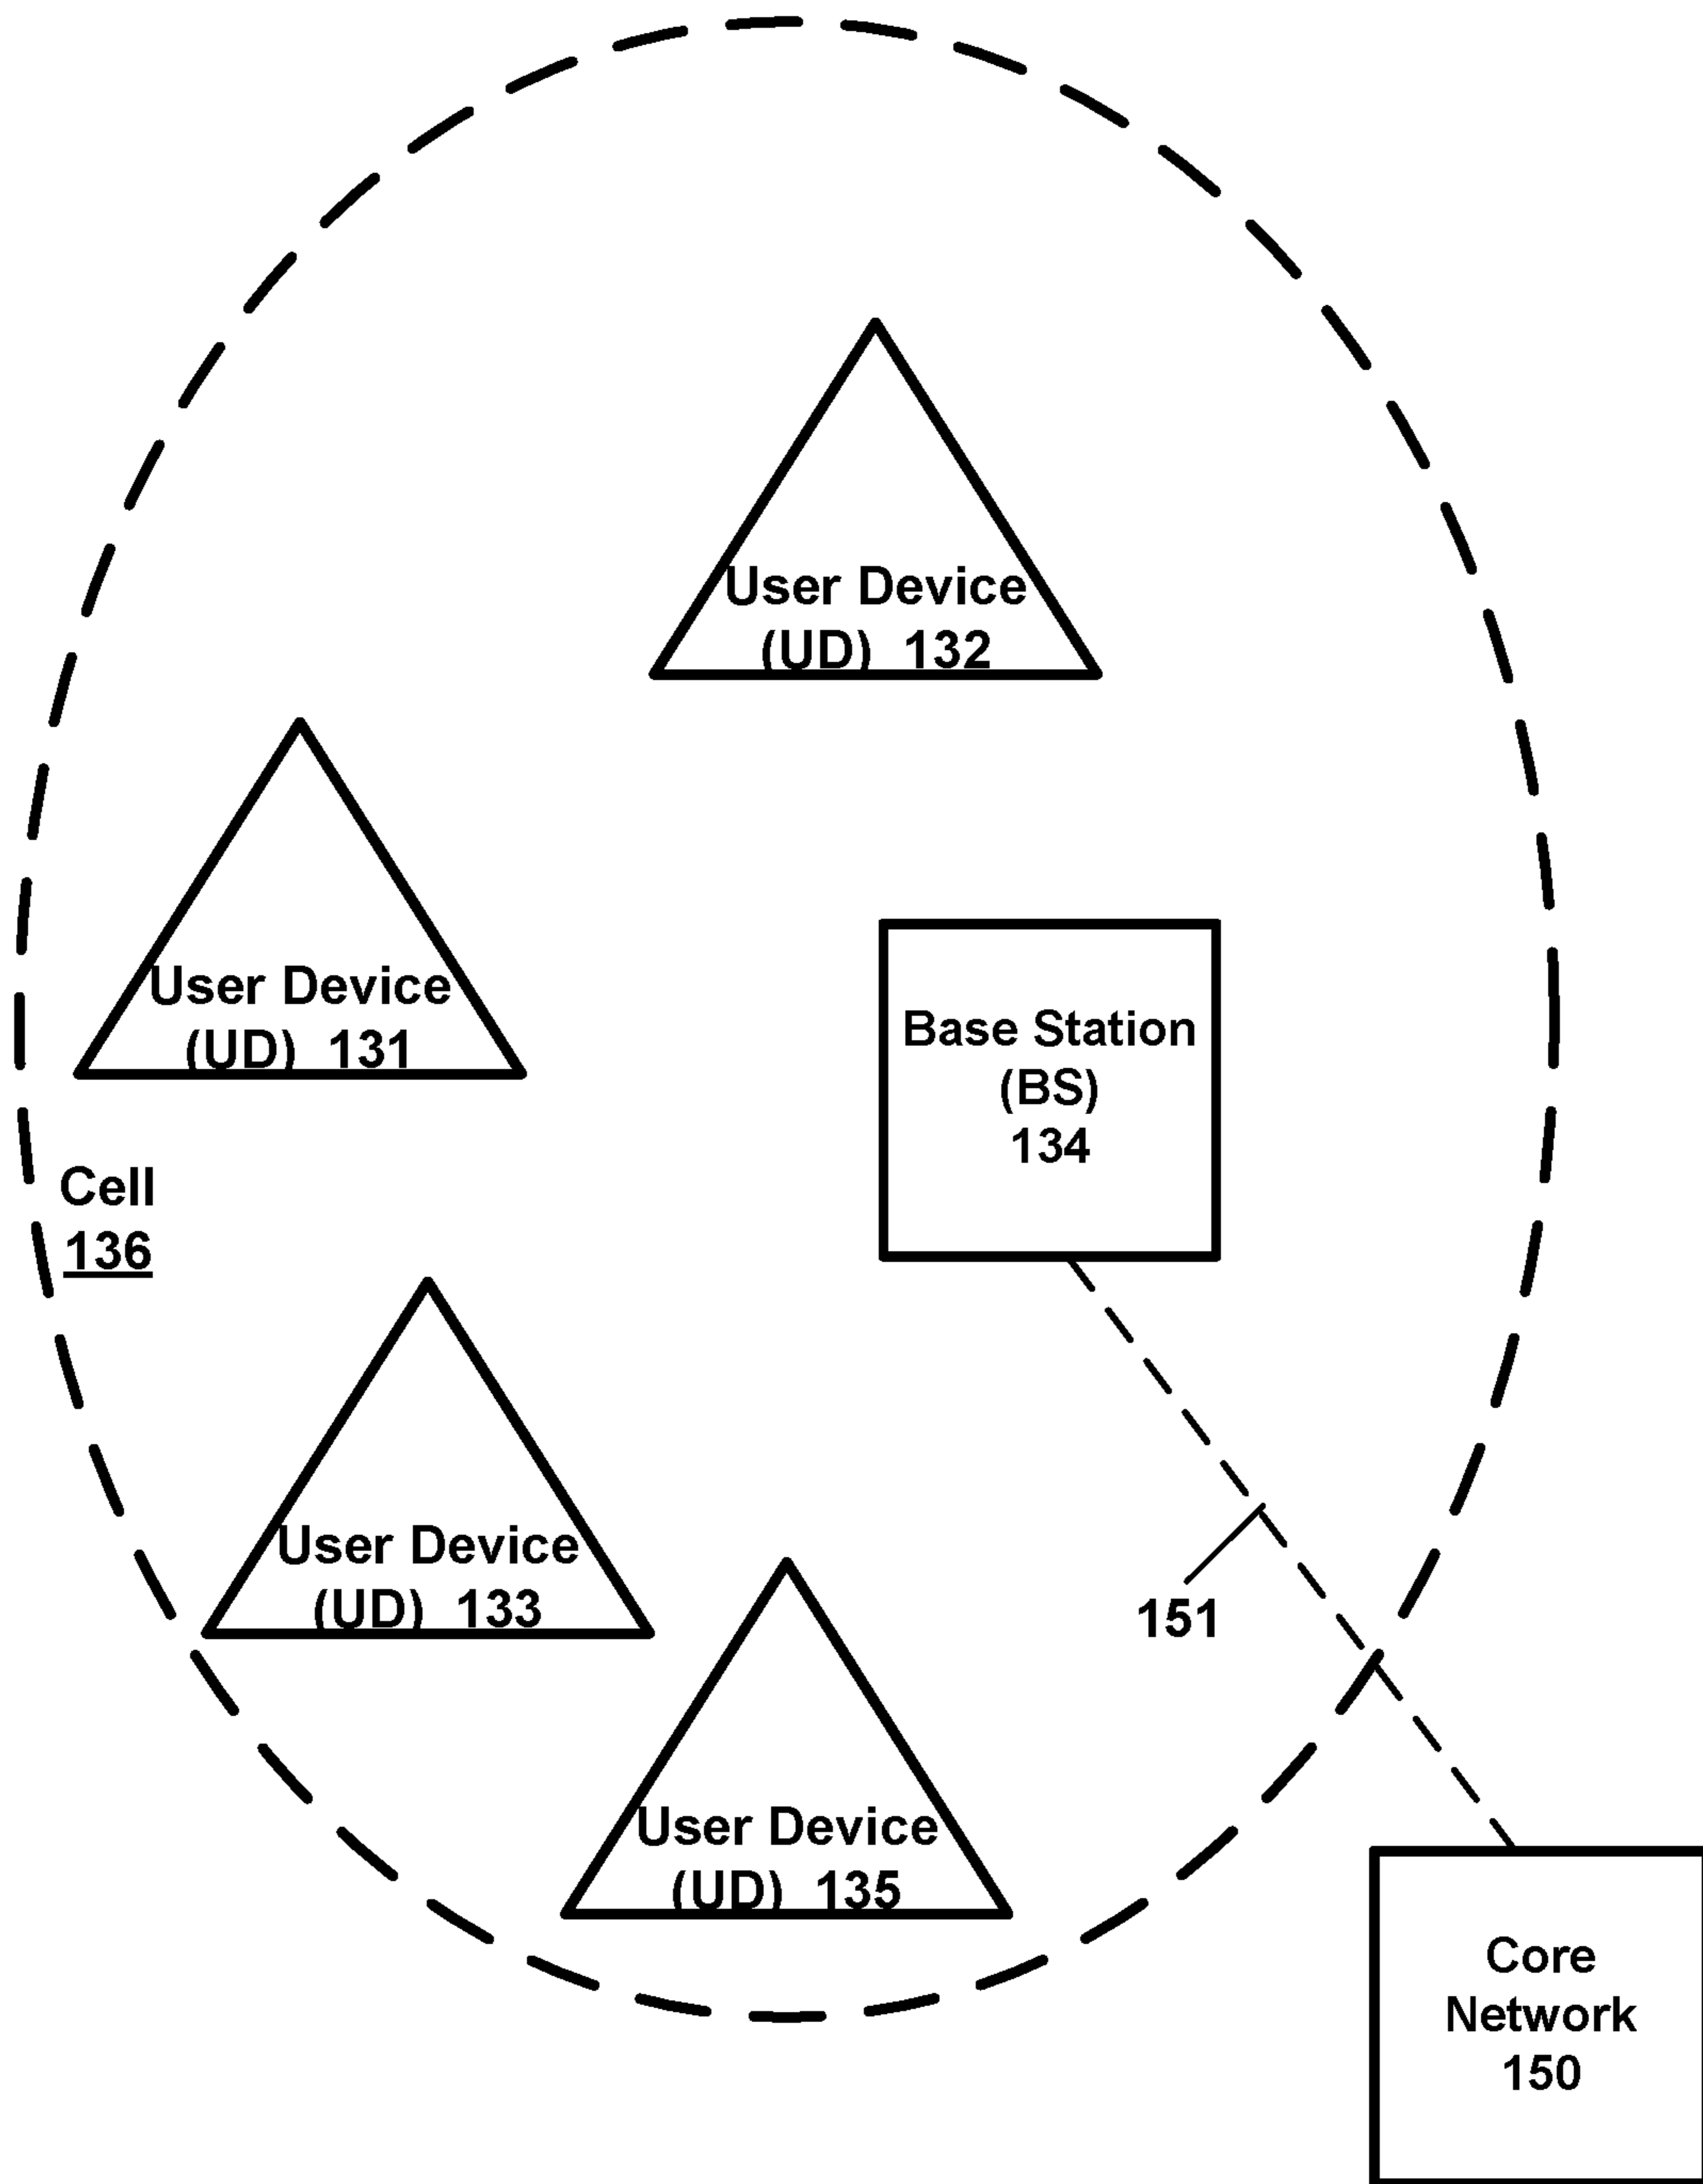 User Device
(UD) 132
User Device
(UD) 131
Base Station
(BS)
134
Cell
136
User Device
(UD) 133
151
User Device
(UD) 135
Core
Network
150